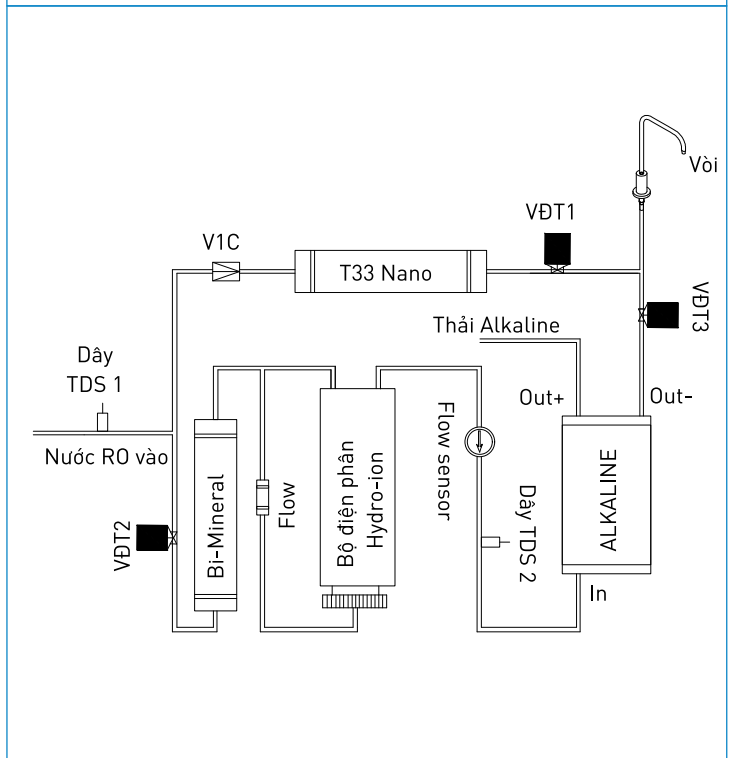 Vòi
VĐT1
V1C
T33 Nano
VĐT3
Thải Alkaline
Dây
TDS 1
Out+
Out-
Nước RO vào
VĐT2
Bi-Mineral
Flow
Bộ điện phân
Hydro-ion
Flow sensor
Dây TDS 2
ALKALINE
In